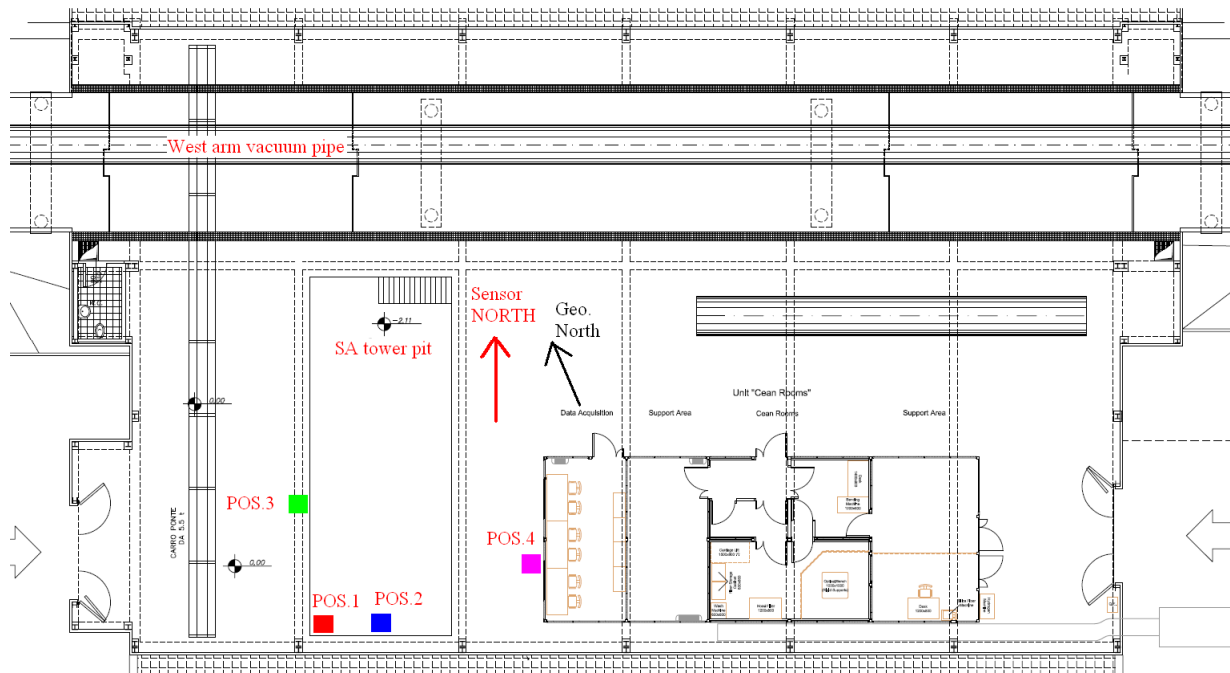 West arm vacuum pipe
Sensor
NORTH
Geo.
North
-2.11
SA tower pit
Unit "Cean Rooms"
0.00
Data Acquisition
Support Area
Cean Rooms
Support Area
POS.3
CARRO PONTE
DA 5.5 t
POS.4
0.00
POS.1
POS.2